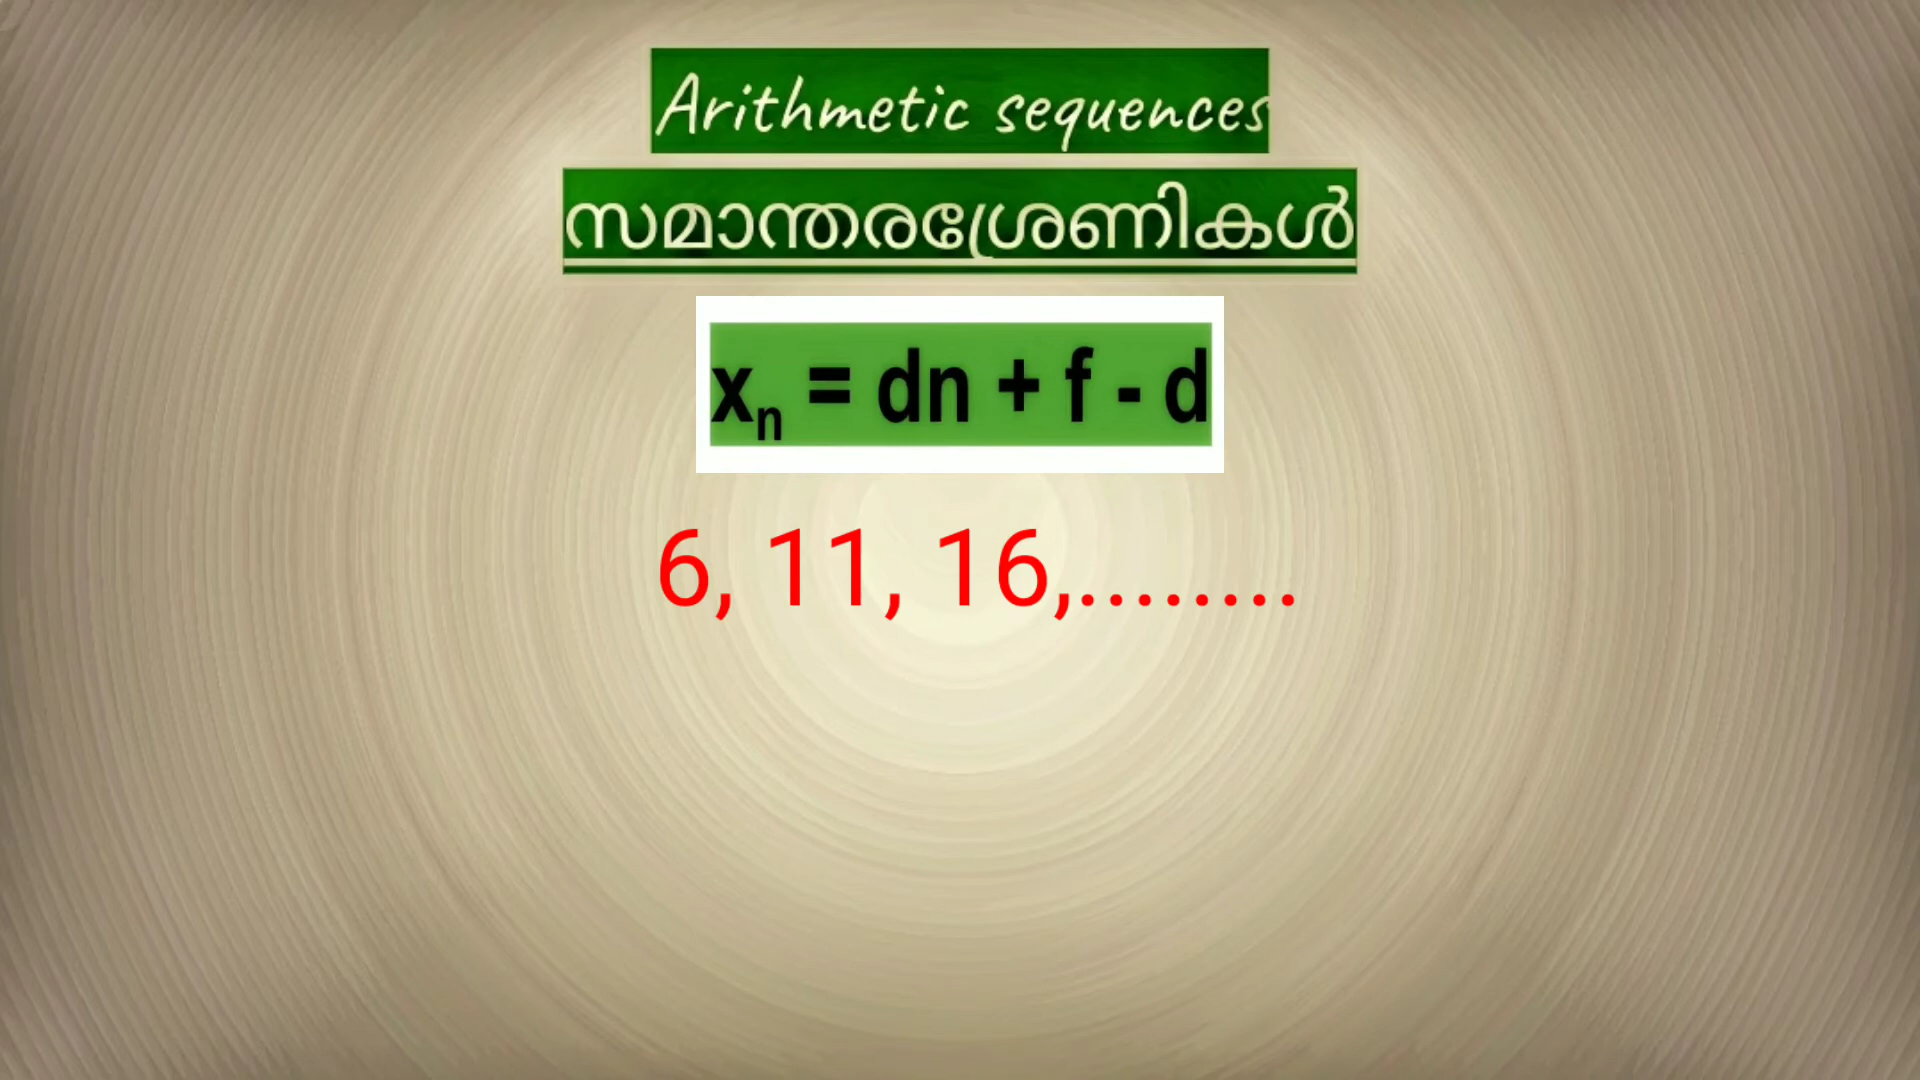 Arithmetic sequences
സമാന്തരശ്രേണികൾ
xₙ = dn + f - d
6, 11, 16,........